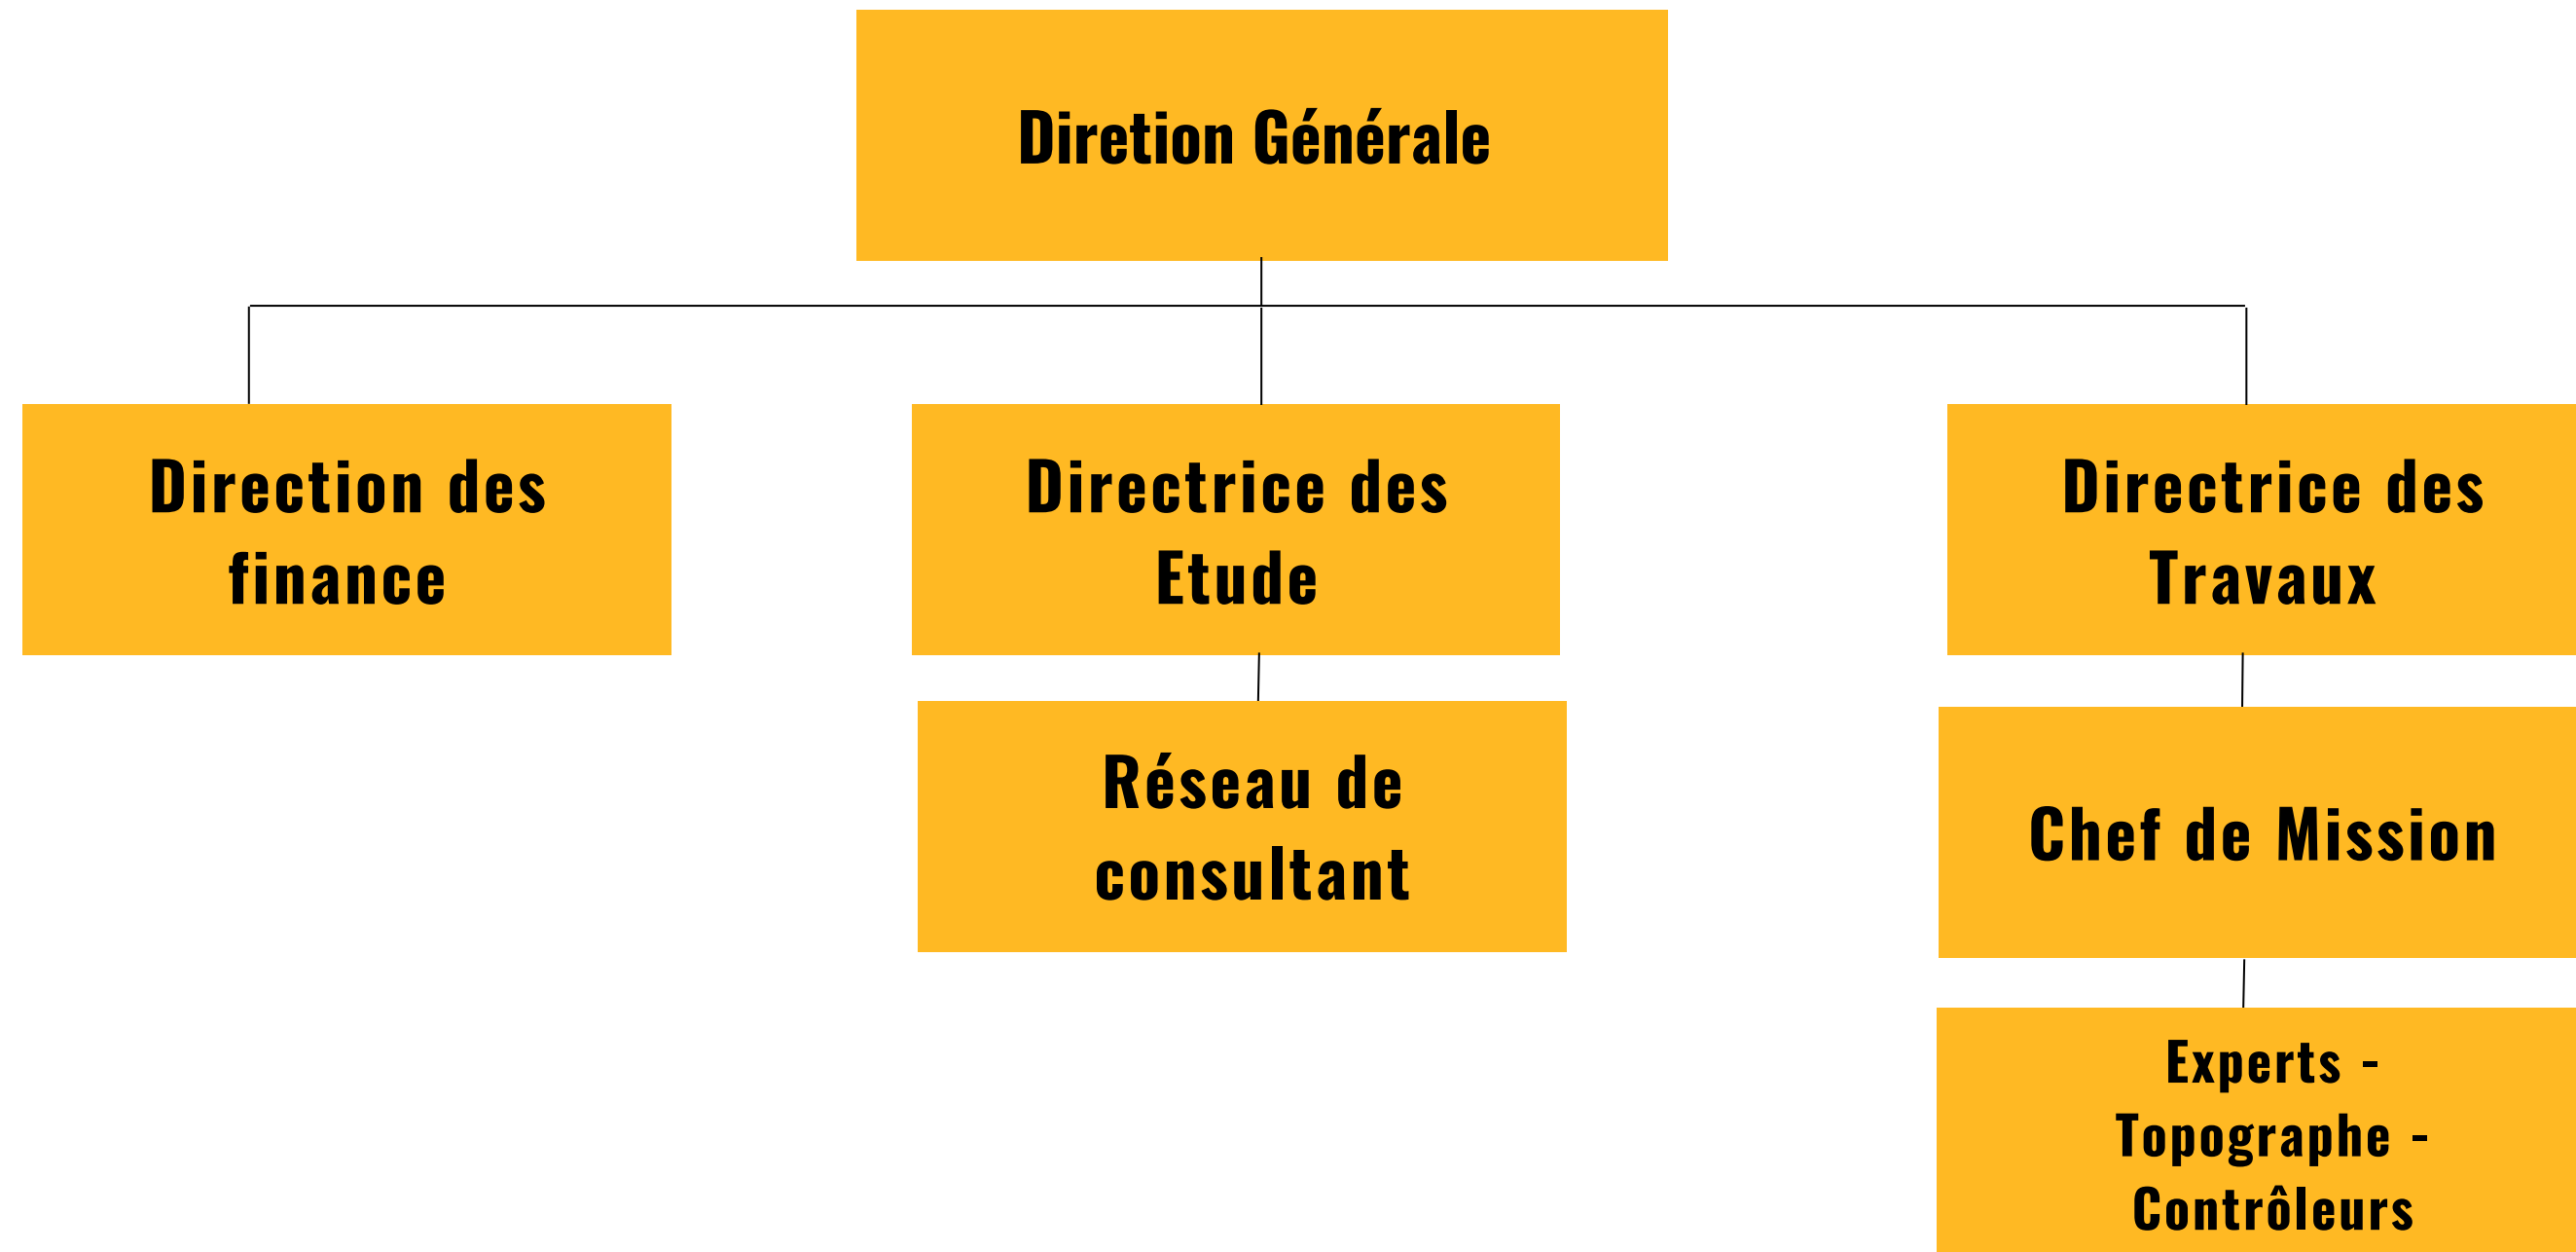 Diretion Générale
Direction des
finance
Directrice des
Etude
Directrice des
Travaux
Réseau de
consultant
Chef de Mission
Experts -
Topographe -
Contrôleurs